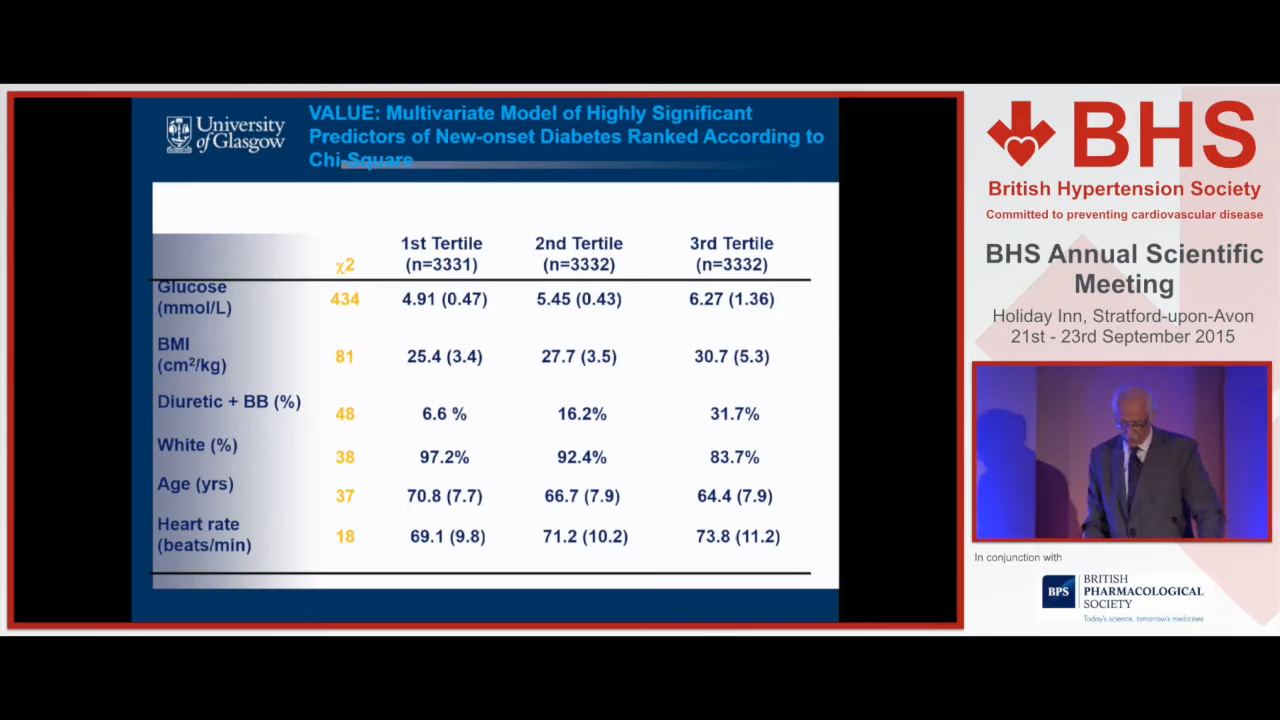 University
of Glasgow
VALUE: Multivariate Model of Highly Significant
Predictors of New-onset Diabetes Ranked According to
Chi-Square
χ2
1st Tertile
(n=3331)
2nd Tertile
(n=3332)
3rd Tertile
(n=3332)
Glucose
(mmol/L)
434
4.91 (0.47)
5.45 (0.43)
6.27 (1.36)
BMI
(cm²/kg)
81
25.4 (3.4)
27.7 (3.5)
30.7 (5.3)
Diuretic + BB (%)
48
6.6 %
16.2%
31.7%
White (%)
38
97.2%
92.4%
83.7%
Age (yrs)
37
70.8 (7.7)
66.7 (7.9)
64.4 (7.9)
Heart rate
(beats/min)
18
69.1 (9.8)
71.2 (10.2)
73.8 (11.2)
BHS
British Hypertension Society
Committed to preventing cardiovascular disease
BHS Annual Scientific
Meeting
Holiday Inn, Stratford-upon-Avon
21st - 23rd September 2015
In conjunction with
BPS
BRITISH
PHARMACOLOGICAL
SOCIETY
Today's science, tomorrow's medicines